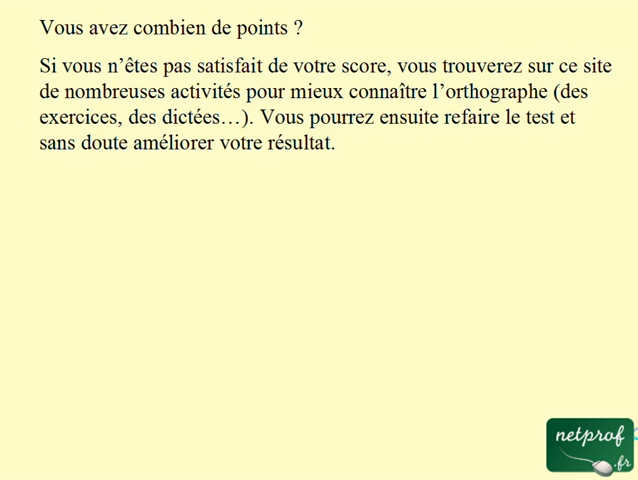 Vous avez combien de points ?
Si vous n’êtes pas satisfait de votre score, vous trouverez sur ce site
de nombreuses activités pour mieux connaître l’orthographe (des
exercices, des dictées…). Vous pourrez ensuite refaire le test et
sans doute améliorer votre résultat.
netprof
.fr